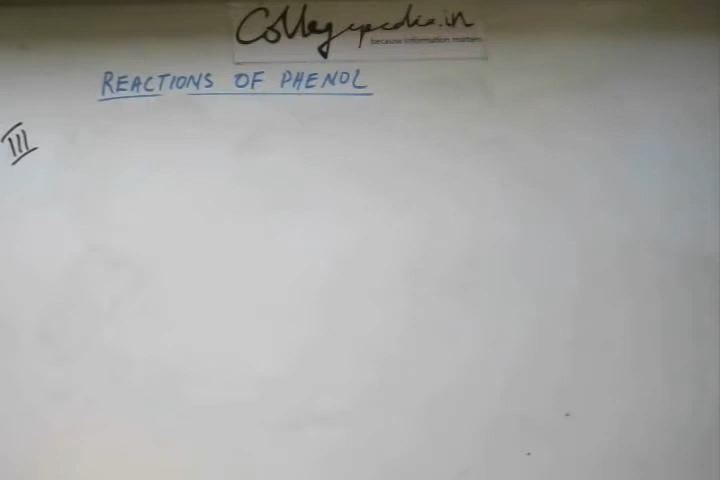 Collegepedia.in
because information matters
REACTIONS OF PHENOL
III